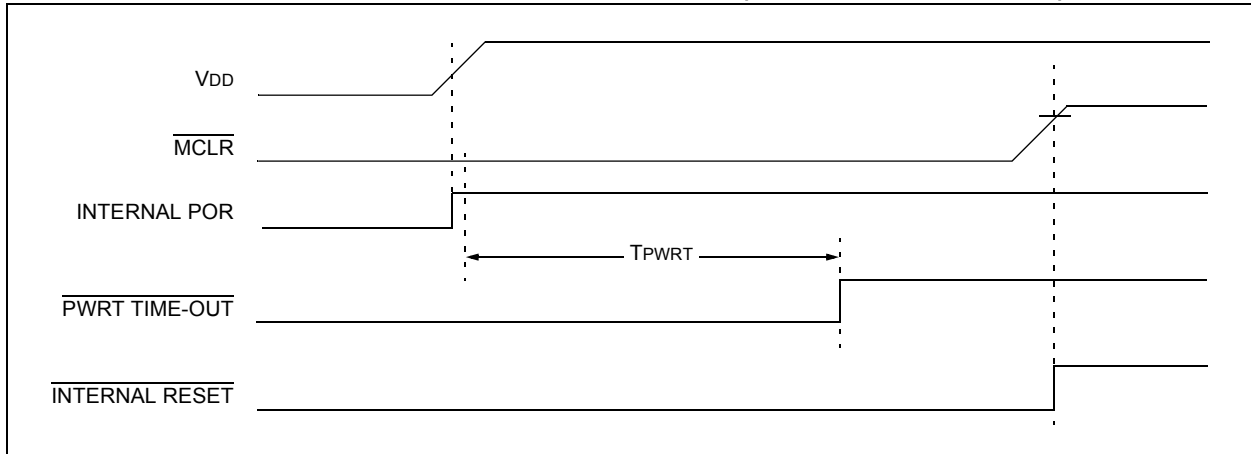 VDD
MCLR
INTERNAL POR
TPWRT
PWRT TIME-OUT
INTERNAL RESET